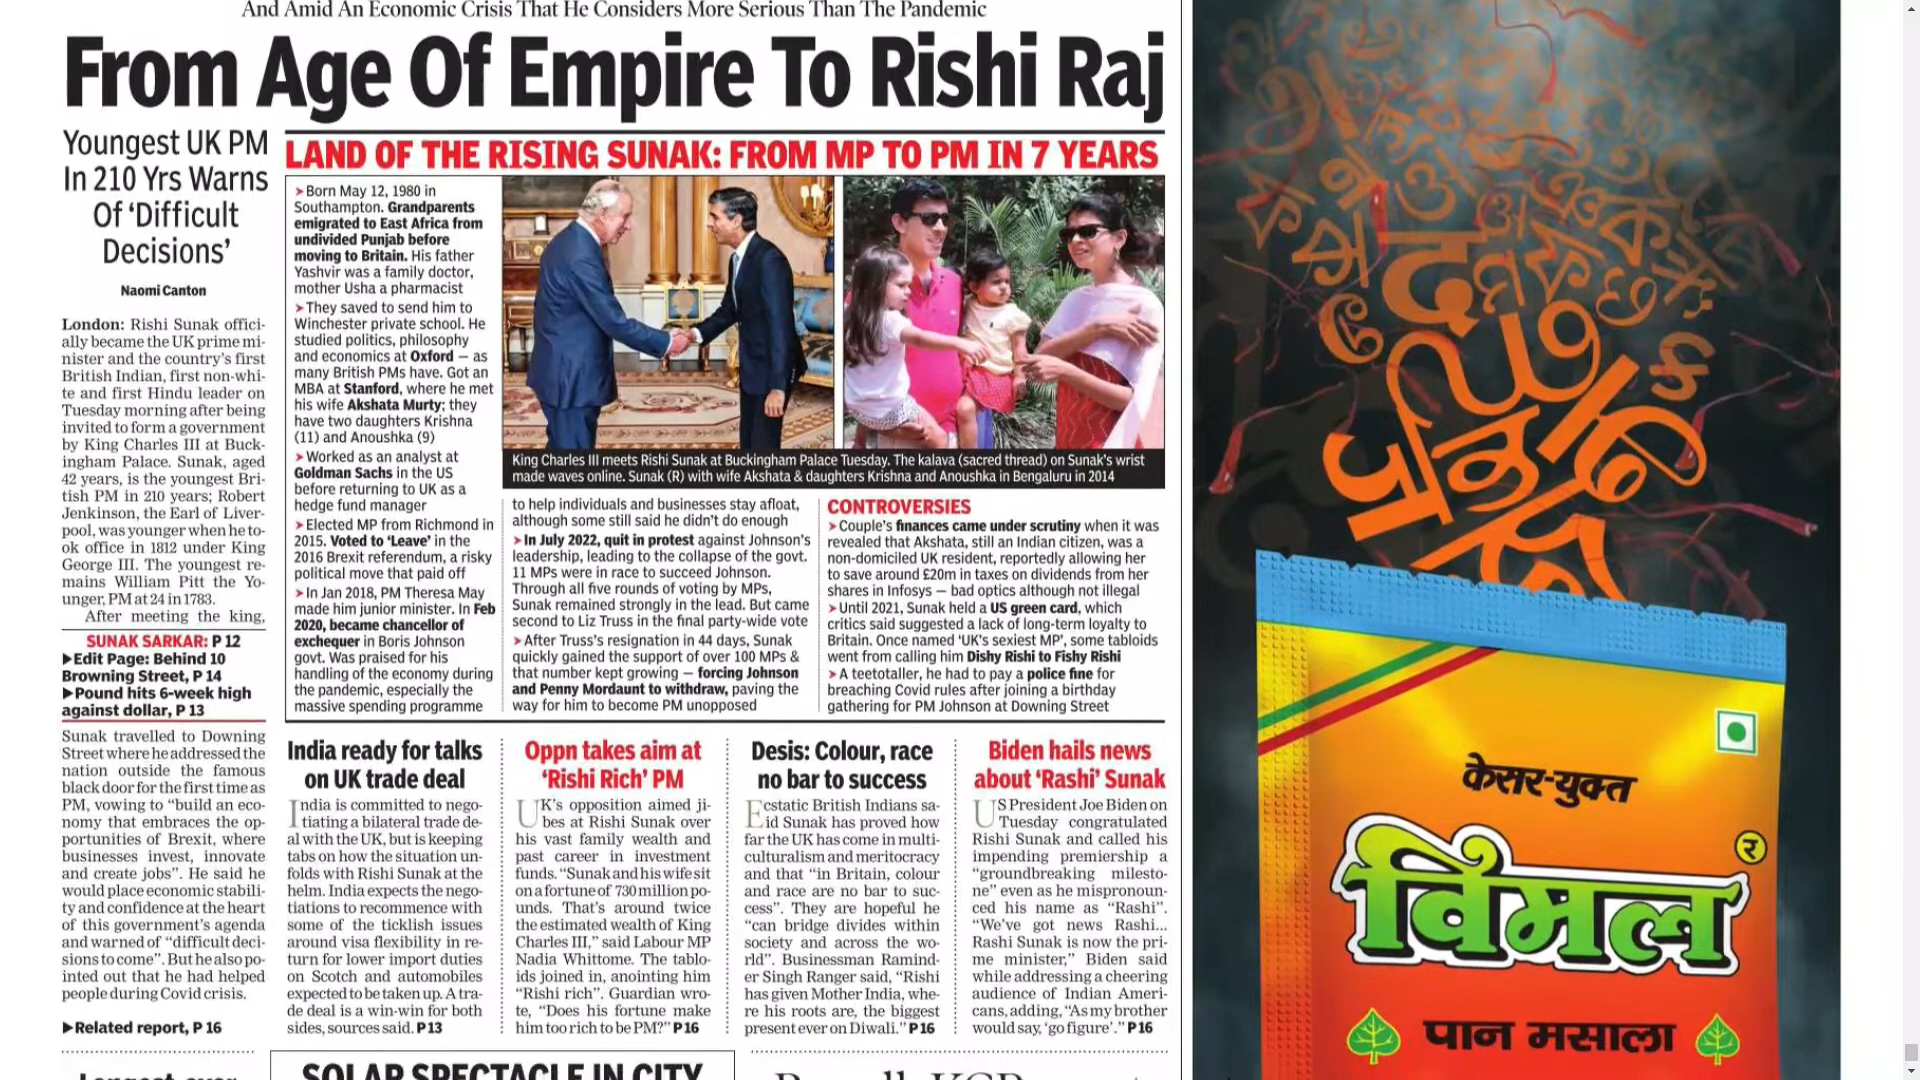 And Amid An Economic Crisis That He Considers More Serious Than The Pandemic
From Age Of Empire To Rishi Raj
Youngest UK PM
In 210 Yrs Warns
Of ‘Difficult
Decisions’
Naomi Canton
London: Rishi Sunak offici-
ally became the UK prime mi-
nister and the country’s first
British Indian, first non-whi-
te and first Hindu leader on
Tuesday morning after being
invited to form a government
by King Charles III at Buck-
ingham Palace. Sunak, aged
42 years, is the youngest Bri-
tish PM in 210 years; Robert
Jenkinson, the Earl of Liver-
pool, was younger when he to-
ok office in 1812 under King
George III. The youngest re-
mains William Pitt the Yo-
unger, PM at 24 in 1783.
After meeting the king,
SUNAK SARKAR: P 12
▶Edit Page: Behind 10
Browning Street, P 14
▶Pound hits 6-week high
against dollar, P 13
Sunak travelled to Downing
Street where he addressed the
nation outside the famous
black door for the first time as
PM, vowing to “build an eco-
nomy that embraces the op-
portunities of Brexit, where
businesses invest, innovate
and create jobs”. He said he
would place economic stabili-
ty and confidence at the heart
of this government’s agenda
and warned of “difficult deci-
sions to come”. But he also po-
inted out that he had helped
people during Covid crisis.
▶Related report, P 16
LAND OF THE RISING SUNAK: FROM MP TO PM IN 7 YEARS
➤Born May 12, 1980 in
Southampton. Grandparents
emigrated to East Africa from
undivided Punjab before
moving to Britain. His father
Yashvir was a family doctor,
mother Usha a pharmacist
➤They saved to send him to
Winchester private school. He
studied politics, philosophy
and economics at Oxford – as
many British PMs have. Got an
MBA at Stanford, where he met
his wife Akshata Murty; they
have two daughters Krishna
(11) and Anoushka (9)
➤Worked as an analyst at
Goldman Sachs in the US
before returning to UK as a
hedge fund manager
➤Elected MP from Richmond in
2015. Voted to ‘Leave’ in the
2016 Brexit referendum, a risky
political move that paid off
➤In Jan 2018, PM Theresa May
made him junior minister. In Feb
2020, became chancellor of
exchequer in Boris Johnson
govt. Was praised for his
handling of the economy during
the pandemic, especially the
massive spending programme
King Charles III meets Rishi Sunak at Buckingham Palace Tuesday. The kalava (sacred thread) on Sunak’s wrist
made waves online. Sunak (R) with wife Akshata & daughters Krishna and Anoushka in Bengaluru in 2014
to help individuals and businesses stay afloat,
although some still said he didn’t do enough
➤In July 2022, quit in protest against Johnson’s
leadership, leading to the collapse of the govt.
11 MPs were in race to succeed Johnson.
Through all five rounds of voting by MPs,
Sunak remained strongly in the lead. But came
second to Liz Truss in the final party-wide vote
➤After Truss’s resignation in 44 days, Sunak
quickly gained the support of over 100 MPs &
that number kept growing – forcing Johnson
and Penny Mordaunt to withdraw, paving the
way for him to become PM unopposed
CONTROVERSIES
➤Couple’s finances came under scrutiny when it was
revealed that Akshata, still an Indian citizen, was a
non-domiciled UK resident, reportedly allowing her
to save around £20m in taxes on dividends from her
shares in Infosys – bad optics although not illegal
➤Until 2021, Sunak held a US green card, which
critics said suggested a lack of long-term loyalty to
Britain. Once named ‘UK’s sexiest MP’, some tabloids
went from calling him Dishy Rishi to Fishy Rishi
➤A teetotaller, he had to pay a police fine for
breaching Covid rules after joining a birthday
gathering for PM Johnson at Downing Street
India ready for talks
on UK trade deal
India is committed to nego-
tiating a bilateral trade de-
al with the UK, but is keeping
tabs on how the situation un-
folds with Rishi Sunak at the
helm. India expects the nego-
tiations to recommence with
some of the ticklish issues
around visa flexibility in re-
turn for lower import duties
on Scotch and automobiles
expected to be taken up. A tra-
de deal is a win-win for both
sides, sources said. P 13
Oppn takes aim at
‘Rishi Rich’ PM
UK’s opposition aimed ji-
bes at Rishi Sunak over
his vast family wealth and
past career in investment
funds. “Sunak and his wife sit
on a fortune of 730 million po-
unds. That’s around twice
the estimated wealth of King
Charles III,” said Labour MP
Nadia Whittome. The tablo-
ids joined in, anointing him
“Rishi rich”. Guardian wro-
te, “Does his fortune make
him too rich to be PM?” P 16
Desis: Colour, race
no bar to success
Ecstatic British Indians sa-
id Sunak has proved how
far the UK has come in multi-
culturalism and meritocracy
and that “in Britain, colour
and race are no bar to suc-
cess”. They are hopeful he
“can bridge divides within
society and across the wo-
rld”. Businessman Ramind-
er Singh Ranger said, “Rishi
has given Mother India, whe-
re his roots are, the biggest
present ever on Diwali.” P 16
Biden hails news
about ‘Rashi’ Sunak
US President Joe Biden on
Tuesday congratulated
Rishi Sunak and called his
impending premiership a
“groundbreaking milesto-
ne” even as he mispronoun-
ced his name as “Rashi”.
“We’ve got news Rashi...
Rashi Sunak is now the pri-
me minister,” Biden said
while addressing a cheering
audience of Indian Ameri-
cans, adding, “As my brother
would say, ‘go figure’.” P 16
SOLAR SPECTACLE IN CITY
केसर-युक्त
विमल
पान मसाला